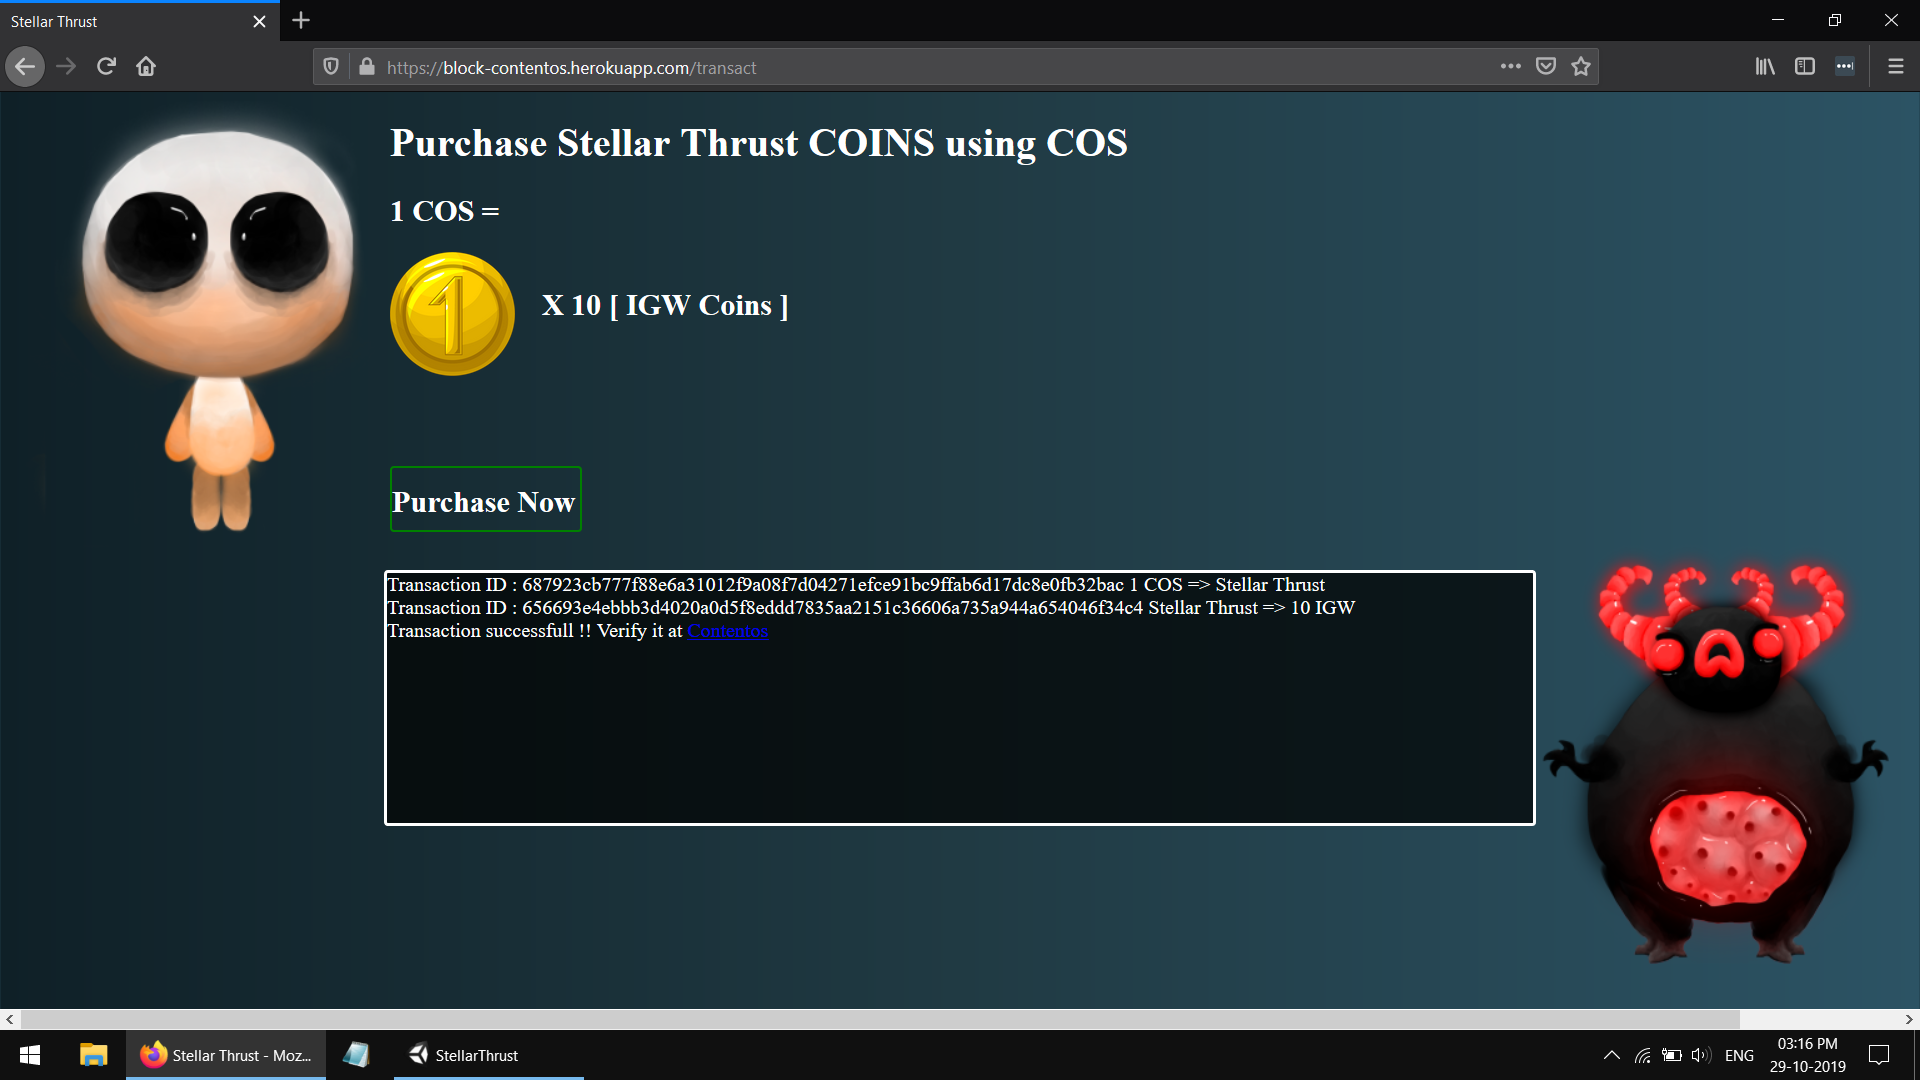 Stellar Thrust
https://block-contentos.herokuapp.com/transact
Purchase Stellar Thrust COINS using COS
1 COS =
1
X 10 [ IGW Coins ]
Purchase Now
Transaction ID : 687923cb777f88e6a31012f9a08f7d04271efce91bc9ffab6d17dc8e0fb32bac 1 COS => Stellar Thrust
Transaction ID : 656693e4ebbb3d4020a0d5f8eddd7835aa2151c36606a735a944a654046f34c4 Stellar Thrust => 10 IGW
Transaction successfull !! Verify it at Contentos
Stellar Thrust - Moz...
StellarThrust
ENG
03:16 PM
29-10-2019